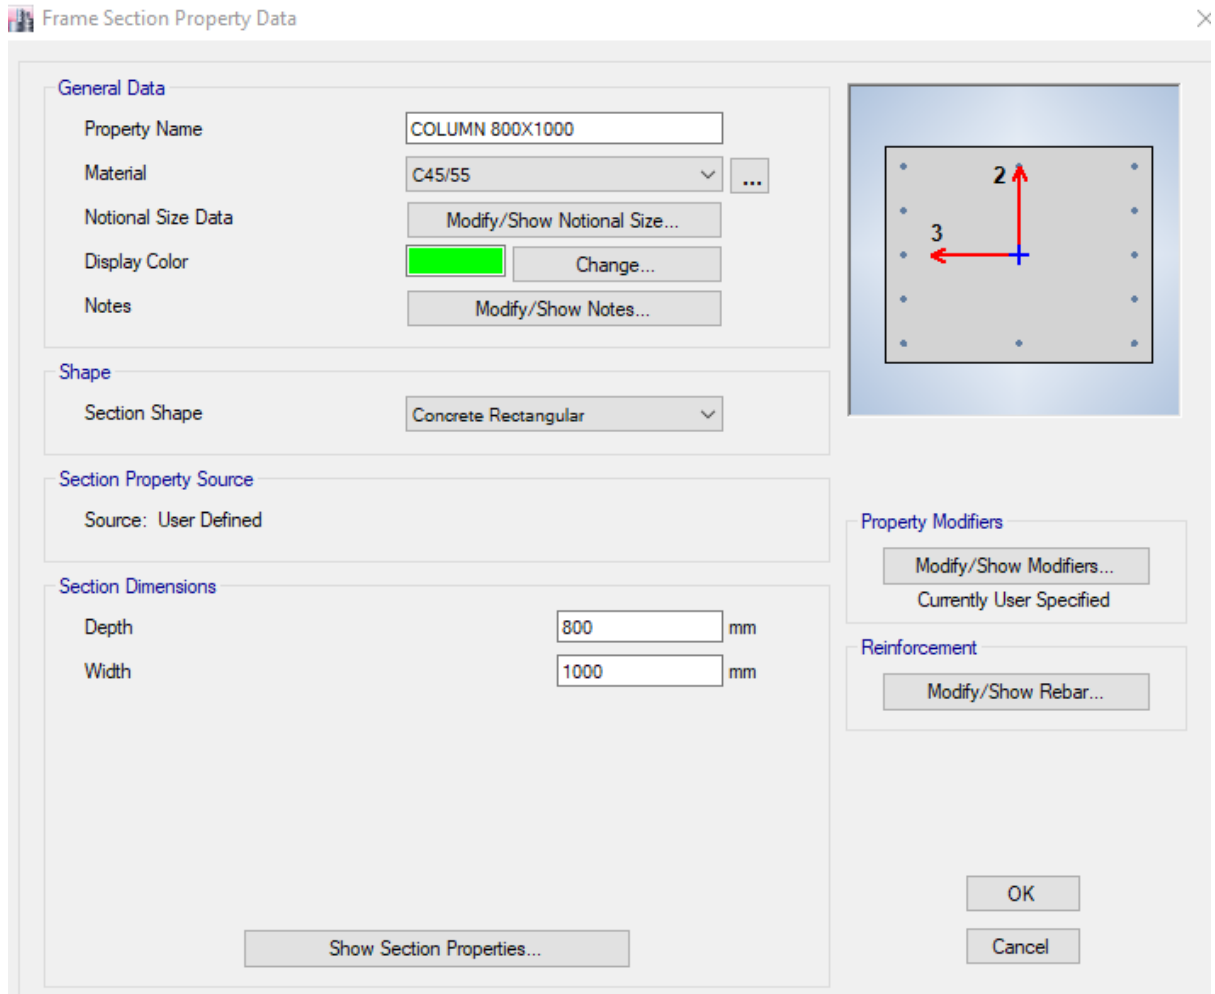 Frame Section Property Data
General Data
Property Name COLUMN 800X1000
Material C45/55 ...
Notional Size Data Modify/Show Notional Size...
Display Color Change...
Notes Modify/Show Notes...
Shape
Section Shape Concrete Rectangular
Section Property Source
Source: User Defined
Section Dimensions
Depth 800 mm
Width 1000 mm
Show Section Properties...
2
3
Property Modifiers
Modify/Show Modifiers...
Currently User Specified
Reinforcement
Modify/Show Rebar...
OK
Cancel